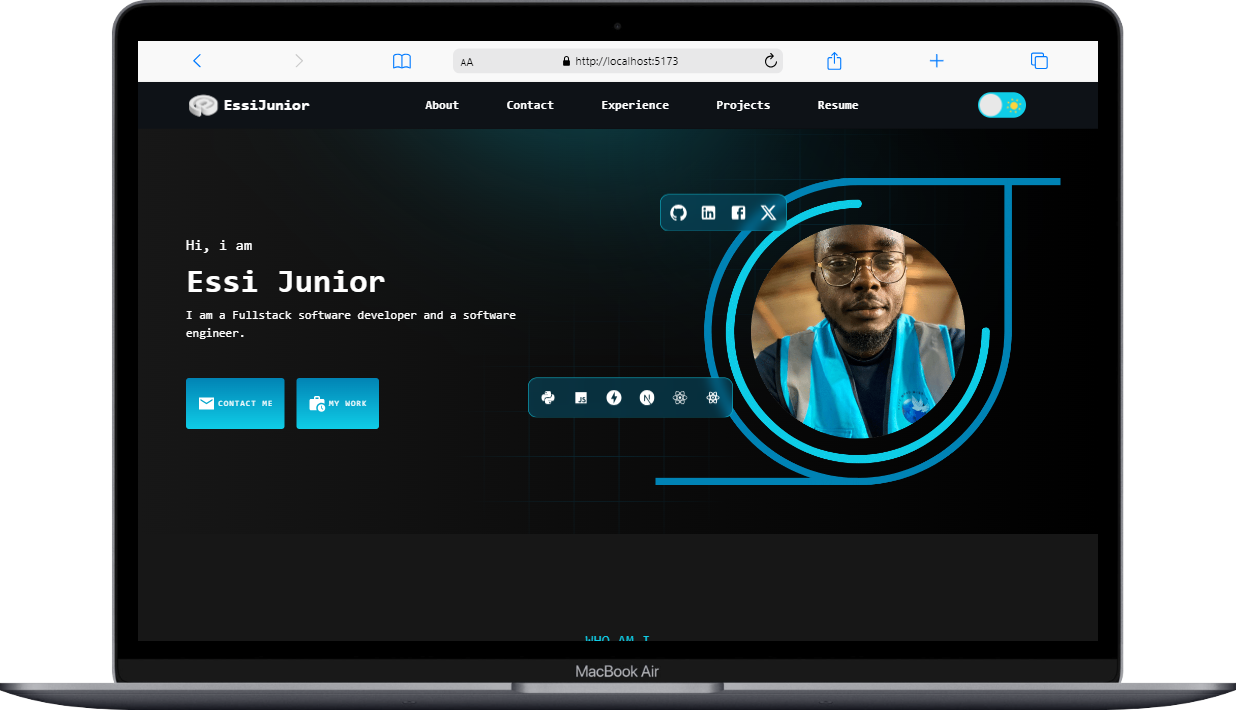 AA
http://localhost:5173
EssiJunior
About
Contact
Experience
Projects
Resume
Hi, i am
Essi Junior
I am a Fullstack software developer and a software
engineer.
CONTACT ME
MY WORK
JS
N
WHO AM I
MacBook Air